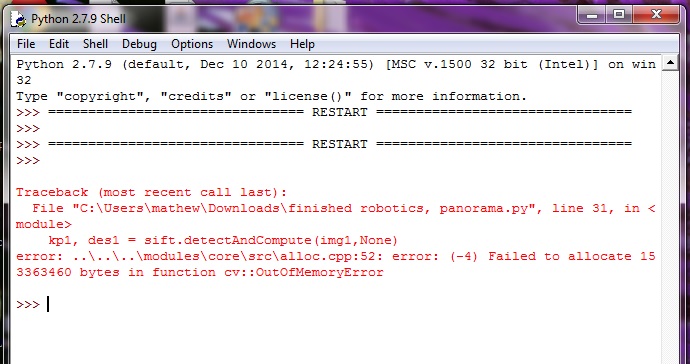 Python 2.7.9 Shell
File Edit Shell Debug Options Windows Help
Python 2.7.9 (default, Dec 10 2014, 12:24:55) [MSC v.1500 32 bit (Intel)] on win
32
Type "copyright", "credits" or "license()" for more information.
>>> ================================ RESTART ================================
>>>
>>> ================================ RESTART ================================
>>>
Traceback (most recent call last):
  File "C:\Users\mathew\Downloads\finished robotics, panorama.py", line 31, in <
module>
    kp1, des1 = sift.detectAndCompute(img1,None)
error: ..\..\..\modules\core\src\alloc.cpp:52: error: (-4) Failed to allocate 15
3363460 bytes in function cv::OutOfMemoryError
>>>